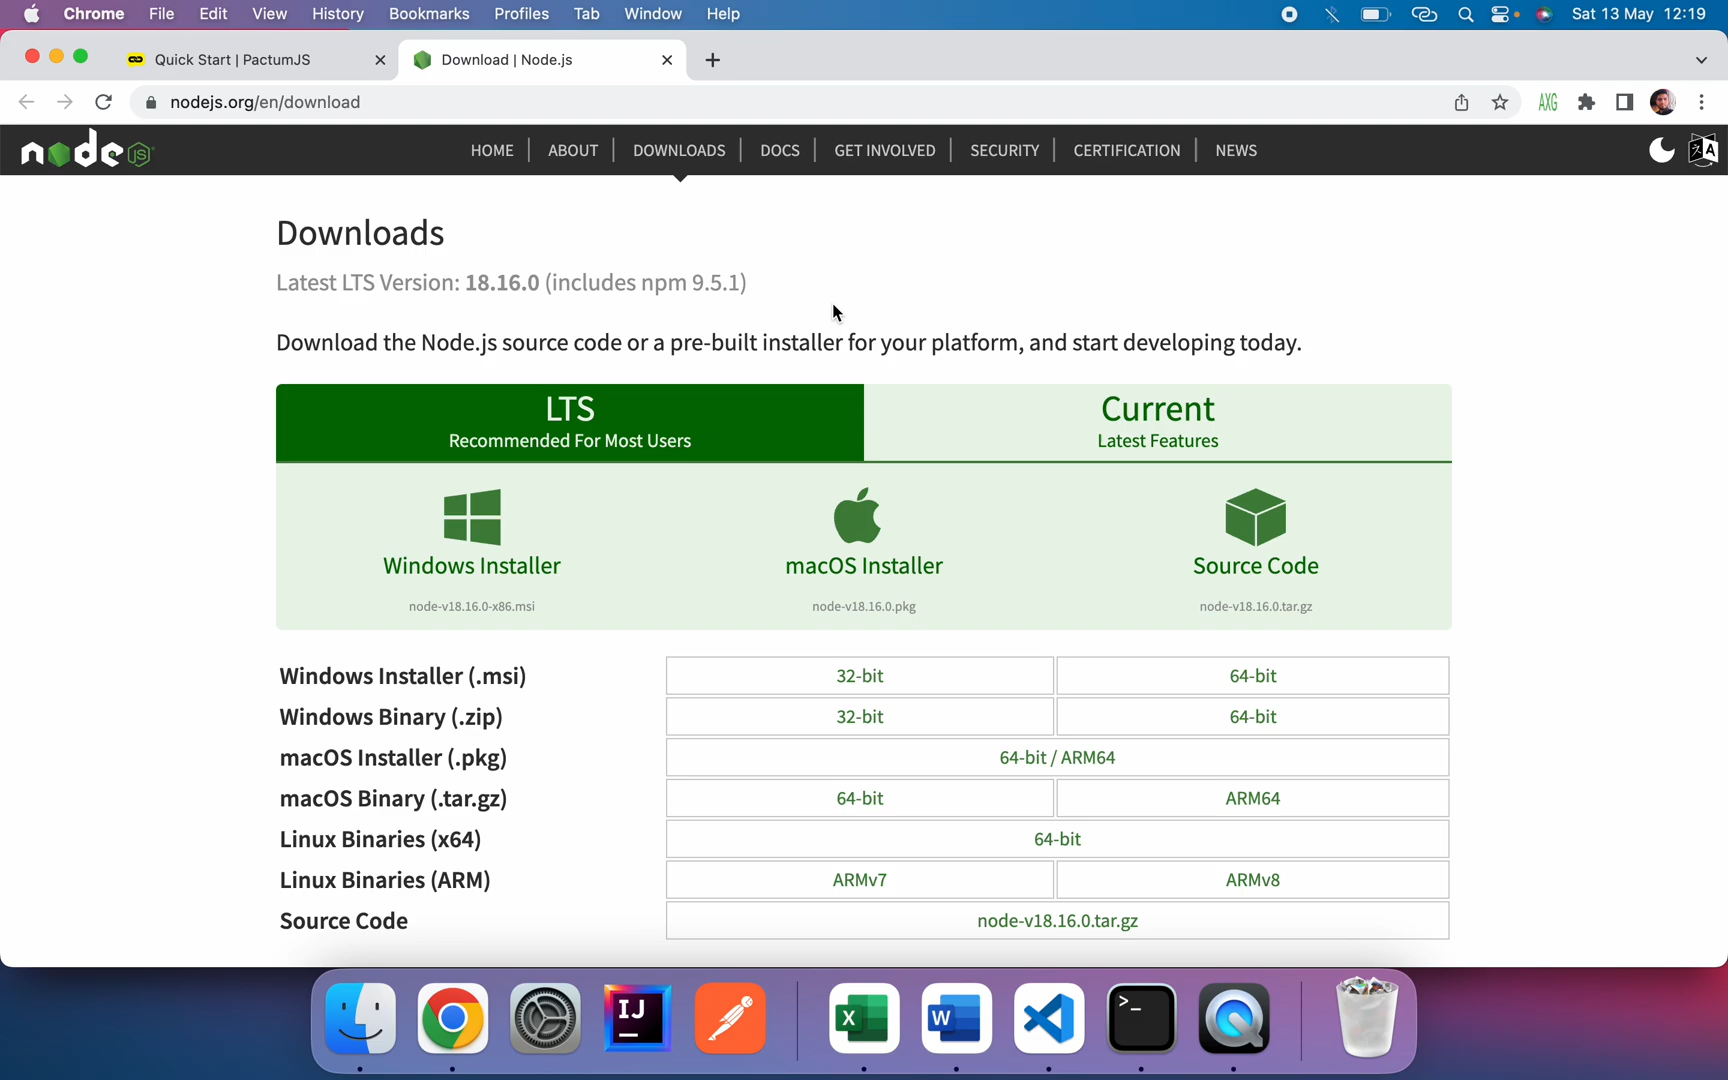 Chrome File Edit View History Bookmarks Profiles Tab Window Help Sat 13 May 12:19
Quick Start | PactumJS Download | Node.js
nodejs.org/en/download AXG
node JS HOME ABOUT DOWNLOADS DOCS GET INVOLVED SECURITY CERTIFICATION NEWS 文A
Downloads
Latest LTS Version: 18.16.0 (includes npm 9.5.1)
Download the Node.js source code or a pre-built installer for your platform, and start developing today.
LTS Current
Recommended For Most Users Latest Features
Windows Installer macOS Installer Source Code
node-v18.16.0-x86.msi node-v18.16.0.pkg node-v18.16.0.tar.gz
Windows Installer (.msi) 32-bit 64-bit
Windows Binary (.zip) 32-bit 64-bit
macOS Installer (.pkg) 64-bit / ARM64
macOS Binary (.tar.gz) 64-bit ARM64
Linux Binaries (x64) 64-bit
Linux Binaries (ARM) ARMv7 ARMv8
Source Code node-v18.16.0.tar.gz
IJ X W >_